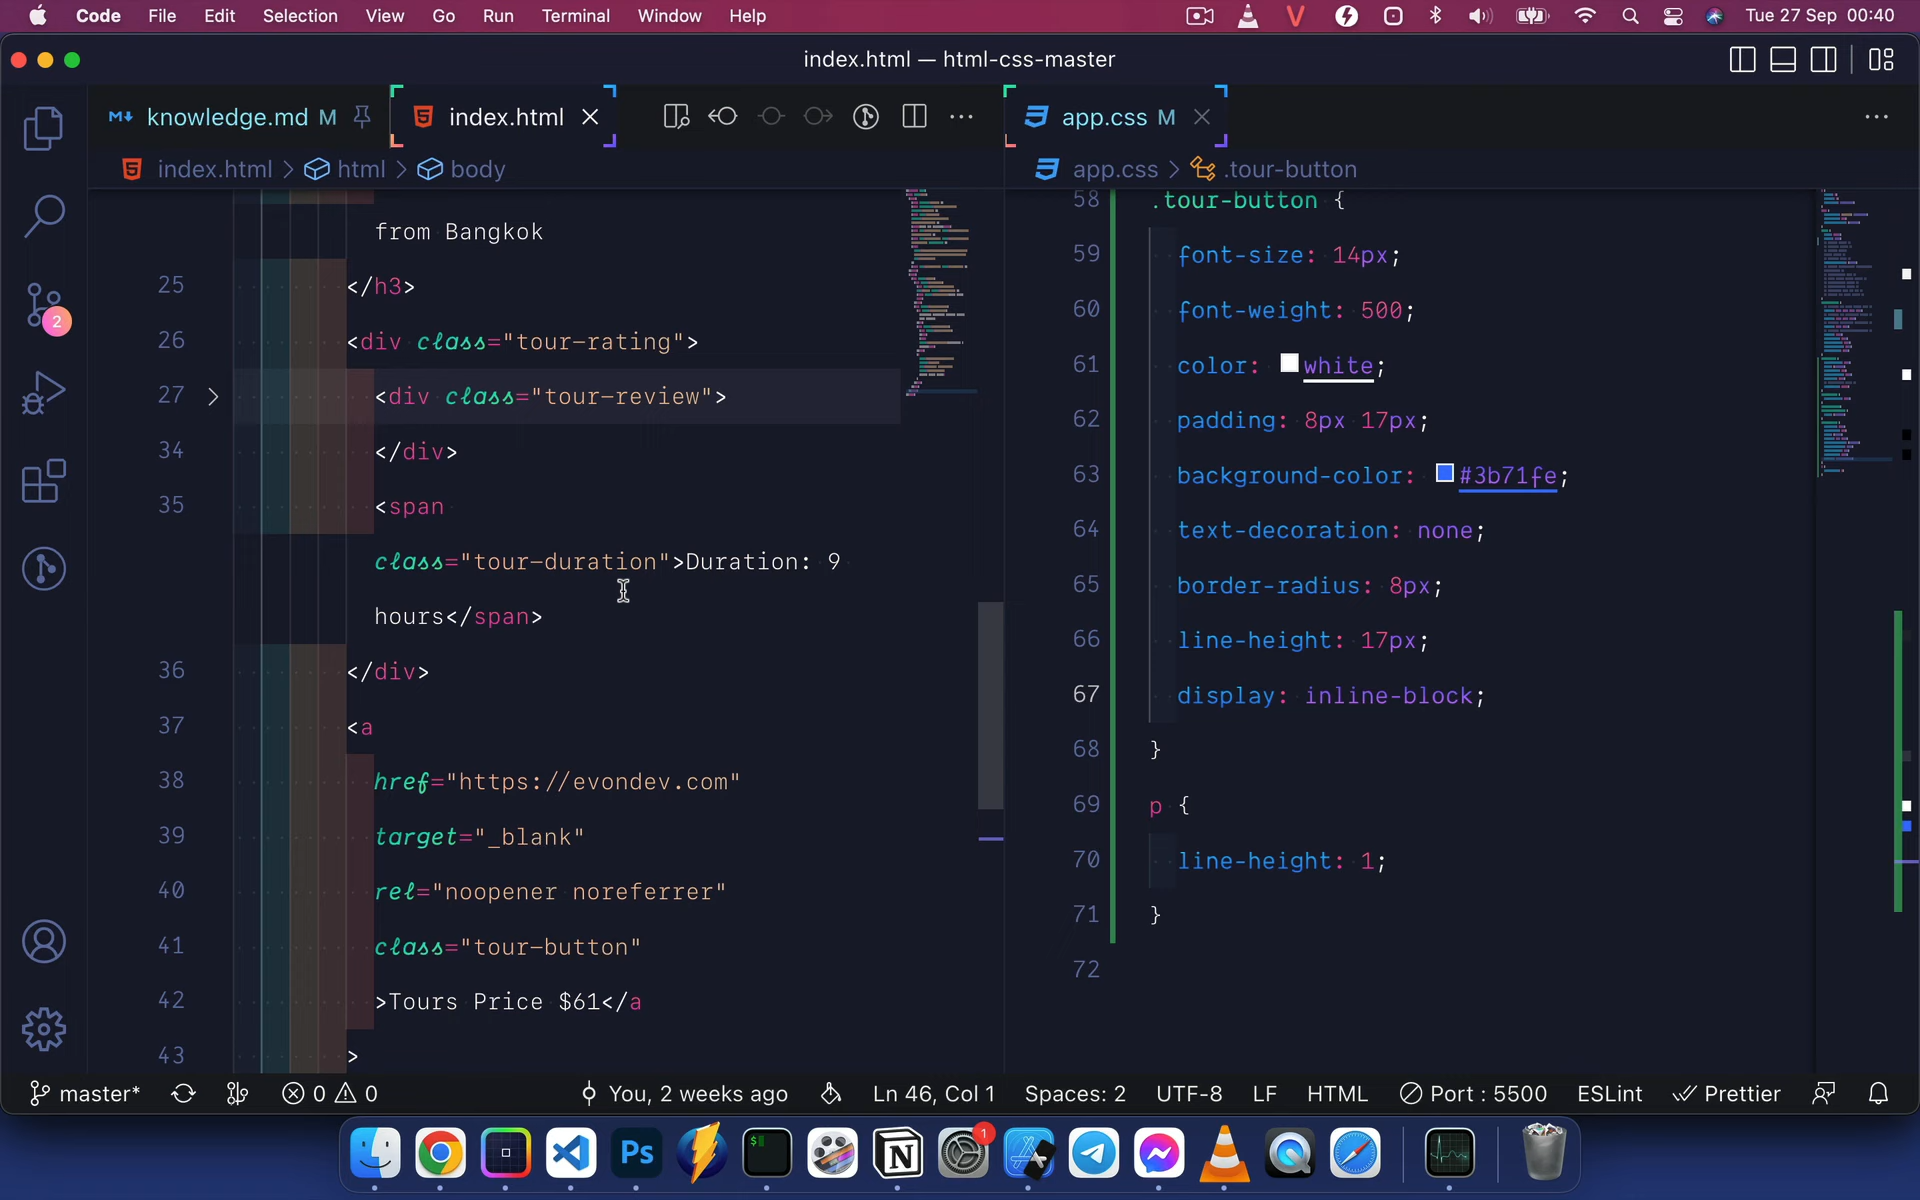 Code File Edit Selection View Go Run Terminal Window Help
Tue 27 Sep 00:40
index.html — html-css-master
knowledge.md M
index.html
index.html > html > body
from Bangkok
25 </h3>
26 <div class="tour-rating">
27 <div class="tour-review">
34 </div>
35 <span
class="tour-duration">Duration: 9
hours</span>
36 </div>
37 <a
38 href="https://evondev.com"
39 target="_blank"
40 rel="noopener noreferrer"
41 class="tour-button"
42 >Tours Price $61</a
43 >
app.css M
app.css > .tour-button
58 .tour-button {
59 font-size: 14px;
60 font-weight: 500;
61 color: white;
62 padding: 8px 17px;
63 background-color: #3b71fe;
64 text-decoration: none;
65 border-radius: 8px;
66 line-height: 17px;
67 display: inline-block;
68 }
69 p {
70 line-height: 1;
71 }
72
2
master* 0 0 You, 2 weeks ago Ln 46, Col 1 Spaces: 2 UTF-8 LF HTML Port : 5500 ESLint Prettier
Ps
1